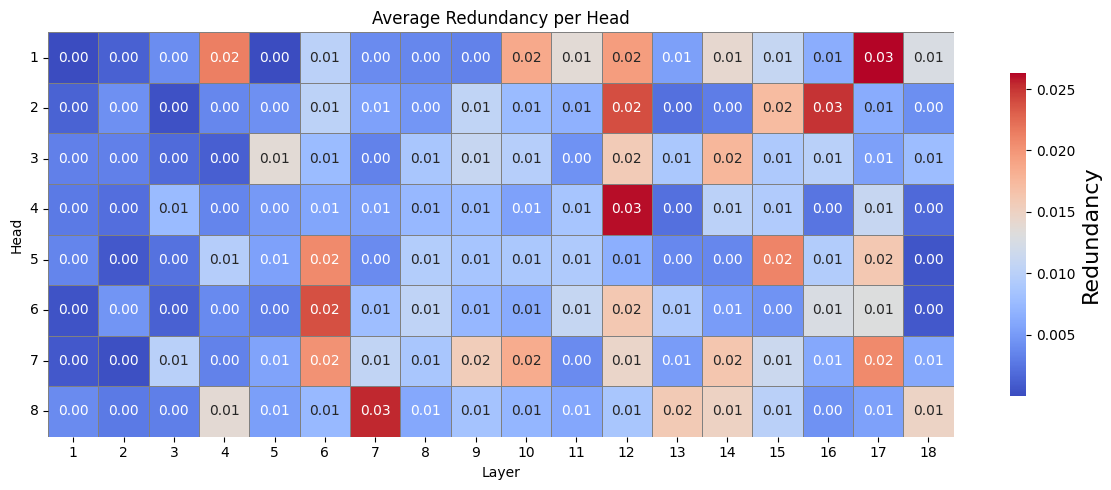 Average Redundancy per Head
1 0.00 0.00 0.00 0.02 0.00 0.01 0.00 0.00 0.00 0.02 0.01 0.02 0.01 0.01 0.01 0.01 0.03 0.01
2 0.00 0.00 0.00 0.00 0.00 0.01 0.01 0.00 0.01 0.01 0.01 0.02 0.00 0.00 0.02 0.03 0.01 0.00
3 0.00 0.00 0.00 0.00 0.01 0.01 0.00 0.01 0.01 0.01 0.00 0.02 0.01 0.02 0.01 0.01 0.01 0.01
4 0.00 0.00 0.01 0.00 0.00 0.01 0.01 0.01 0.01 0.01 0.01 0.03 0.00 0.01 0.01 0.00 0.01 0.00
5 0.00 0.00 0.00 0.01 0.01 0.02 0.00 0.01 0.01 0.01 0.01 0.01 0.00 0.00 0.02 0.01 0.02 0.00
6 0.00 0.00 0.00 0.00 0.00 0.02 0.01 0.01 0.01 0.01 0.01 0.02 0.01 0.01 0.00 0.01 0.01 0.00
7 0.00 0.00 0.01 0.00 0.01 0.02 0.01 0.01 0.02 0.02 0.00 0.01 0.01 0.02 0.01 0.01 0.02 0.01
8 0.00 0.00 0.00 0.01 0.01 0.01 0.03 0.01 0.01 0.01 0.01 0.01 0.02 0.02 0.01 0.00 0.01 0.01
1 2 3 4 5 6 7 8 9 10 11 12 13 14 15 16 17 18
Layer
Head
0.025
0.020
0.015
0.010
0.005
Redundancy